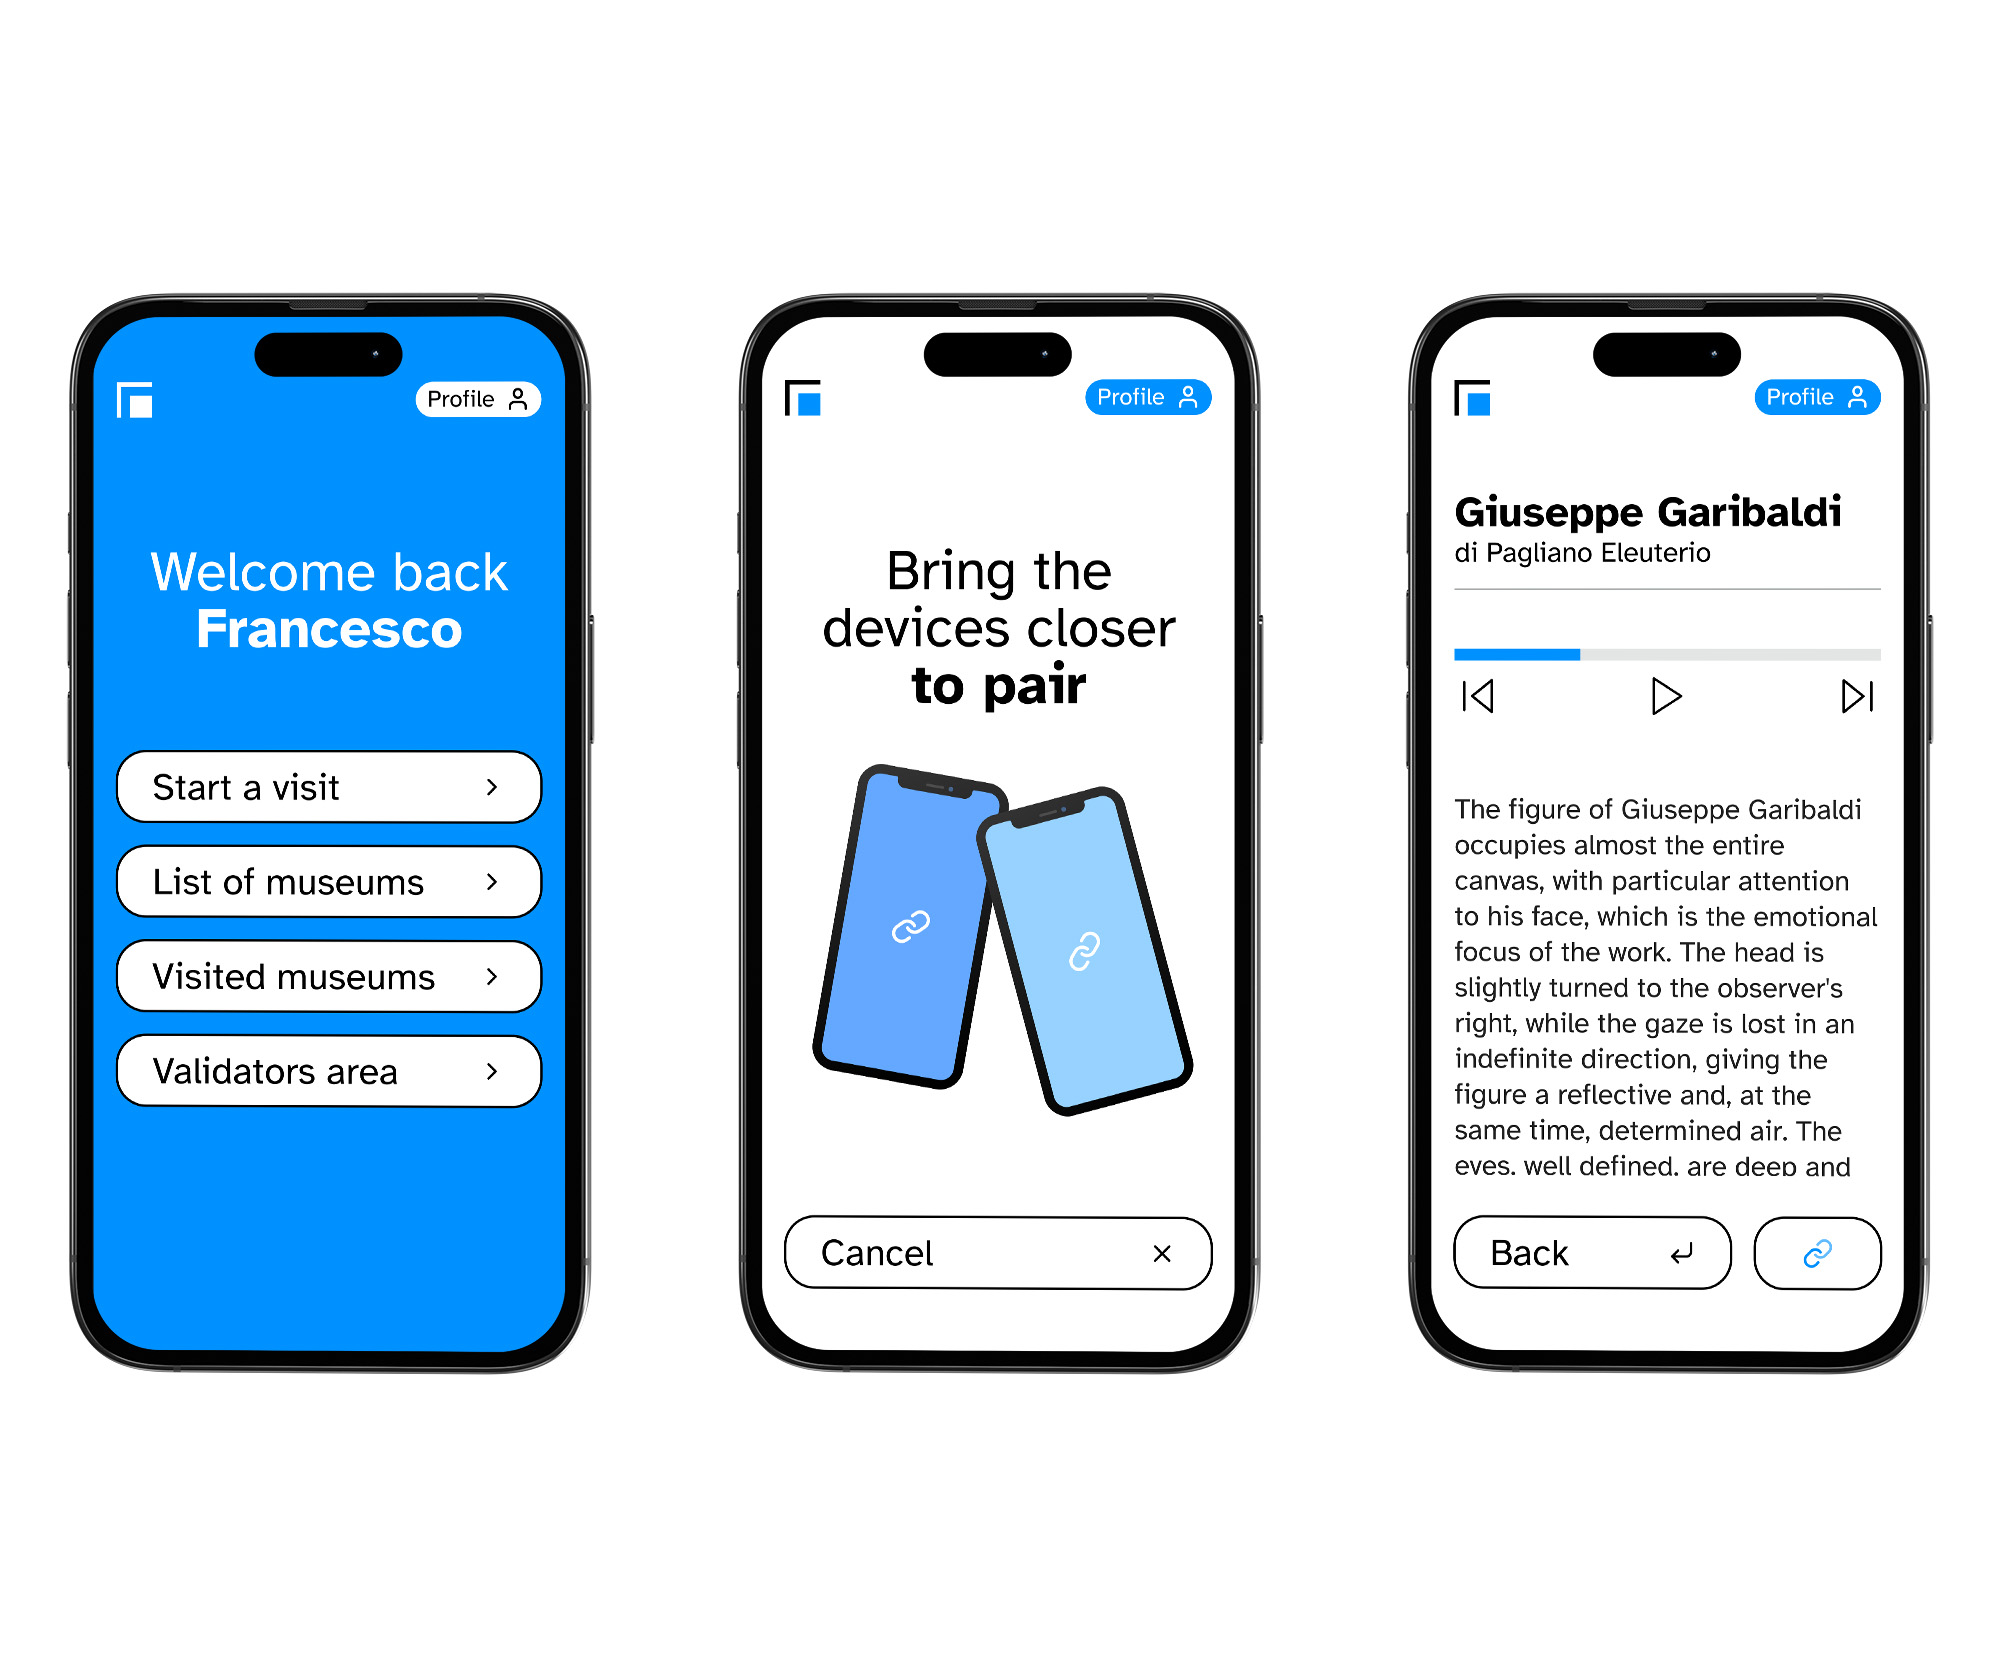 Profile
Welcome back
Francesco
Start a visit
List of museums
Visited museums
Validators area
Profile
Bring the
devices closer
to pair
Cancel
Profile
Giuseppe Garibaldi
di Pagliano Eleuterio
The figure of Giuseppe Garibaldi
occupies almost the entire
canvas, with particular attention
to his face, which is the emotional
focus of the work. The head is
slightly turned to the observer's
right, while the gaze is lost in an
indefinite direction, giving the
figure a reflective and, at the
same time, determined air. The
eyes, well defined, are deep and
Back